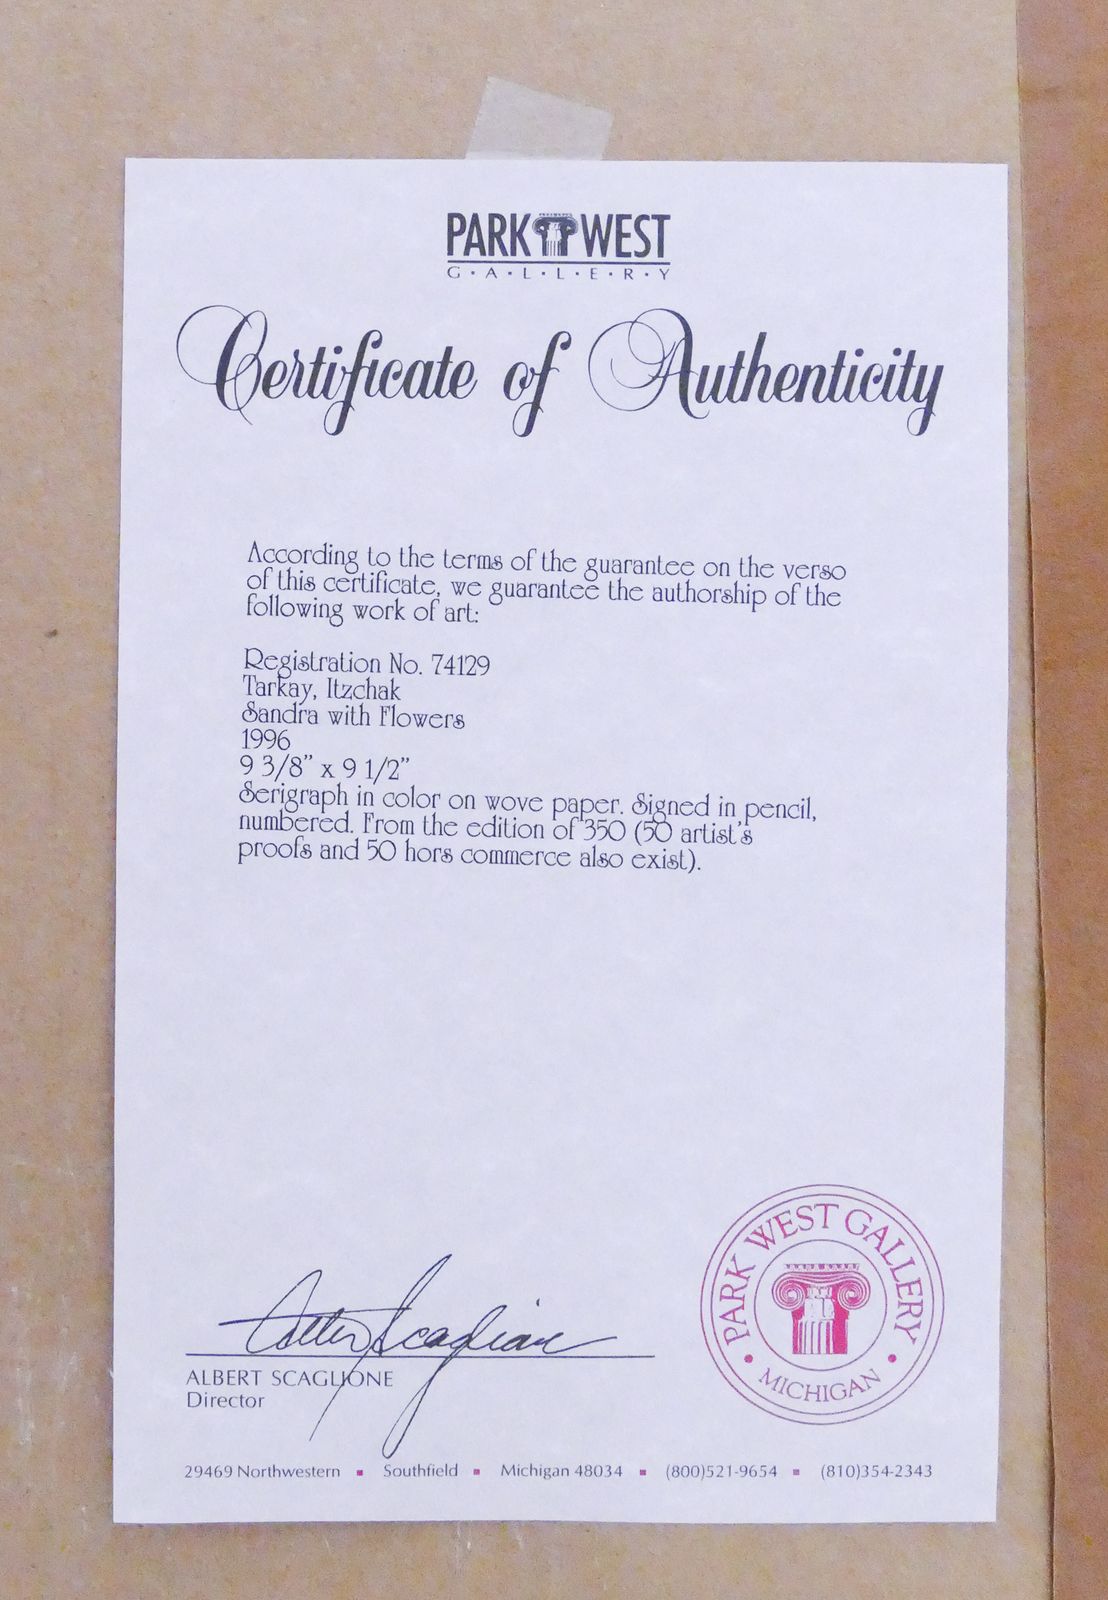 PARK WEST
G·A·L·L·E·R·Y
Certificate of Authenticity
According to the terms of the guarantee on the verso
of this certificate, we guarantee the authorship of the
following work of art:
Registration No. 74129
Tarkay, Itzchak
Sandra with Flowers
1996
9 3/8" x 9 1/2"
Serigraph in color on wove paper. Signed in pencil,
numbered. From the edition of 350 (50 artist's
proofs and 50 hors commerce also exist).
Albert Scaglione
ALBERT SCAGLIONE
Director
PARK WEST GALLERY
• MICHIGAN •
29469 Northwestern ▪ Southfield ▪ Michigan 48034 ▪ (800)521-9654 ▪ (810)354-2343